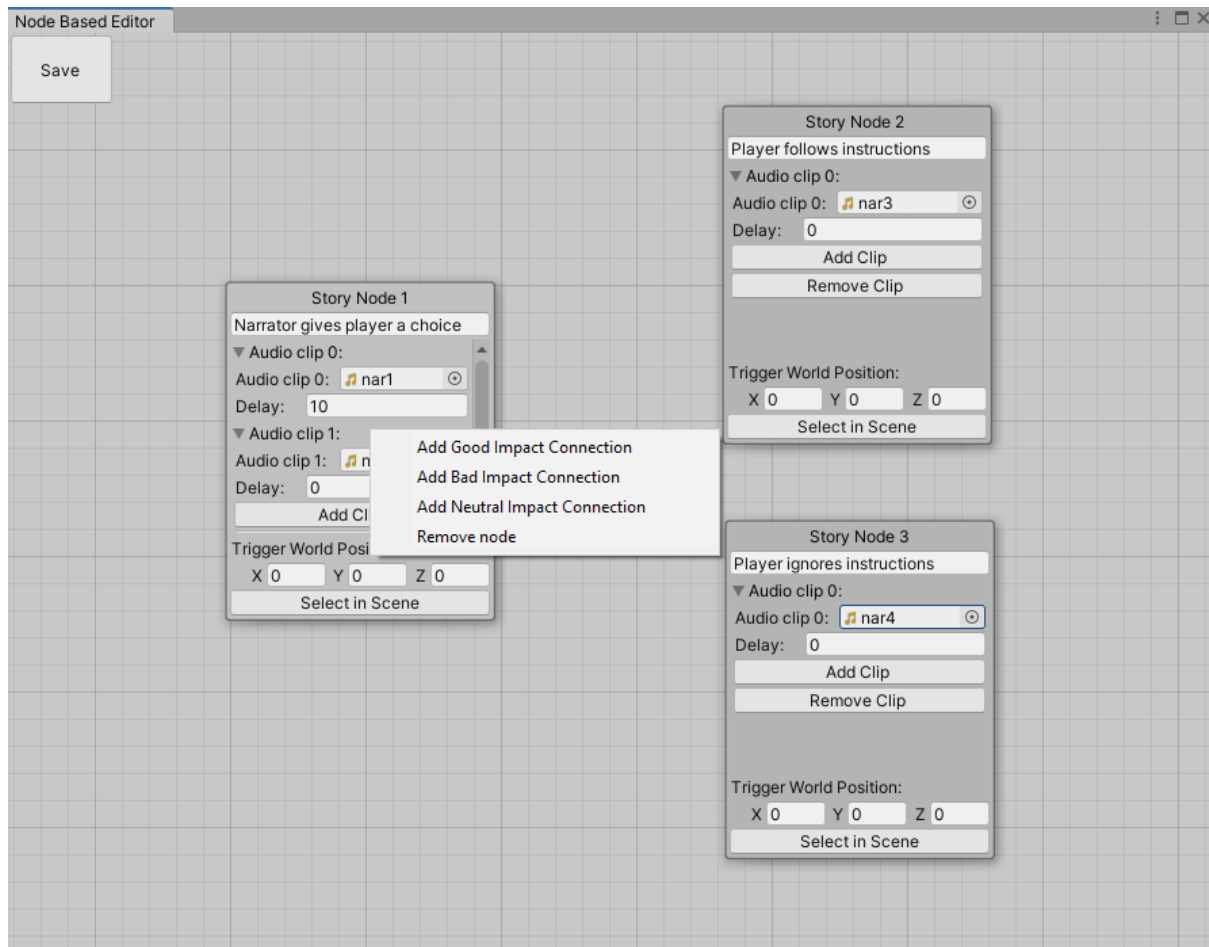 Node Based Editor
Save
Story Node 1
Narrator gives player a choice
Audio clip 0:
Audio clip 0: nar1
Delay: 10
Audio clip 1:
Audio clip 1:
Delay: 0
Add
Trigger World
X 0 Y 0 Z 0
Select in Scene
Add Good Impact Connection
Add Bad Impact Connection
Add Neutral Impact Connection
Remove node
Story Node 2
Player follows instructions
Audio clip 0:
Audio clip 0: nar3
Delay: 0
Add Clip
Remove Clip
Trigger World Position:
X 0 Y 0 Z 0
Select in Scene
Story Node 3
Player ignores instructions
Audio clip 0:
Audio clip 0: nar4
Delay: 0
Add Clip
Remove Clip
Trigger World Position:
X 0 Y 0 Z 0
Select in Scene